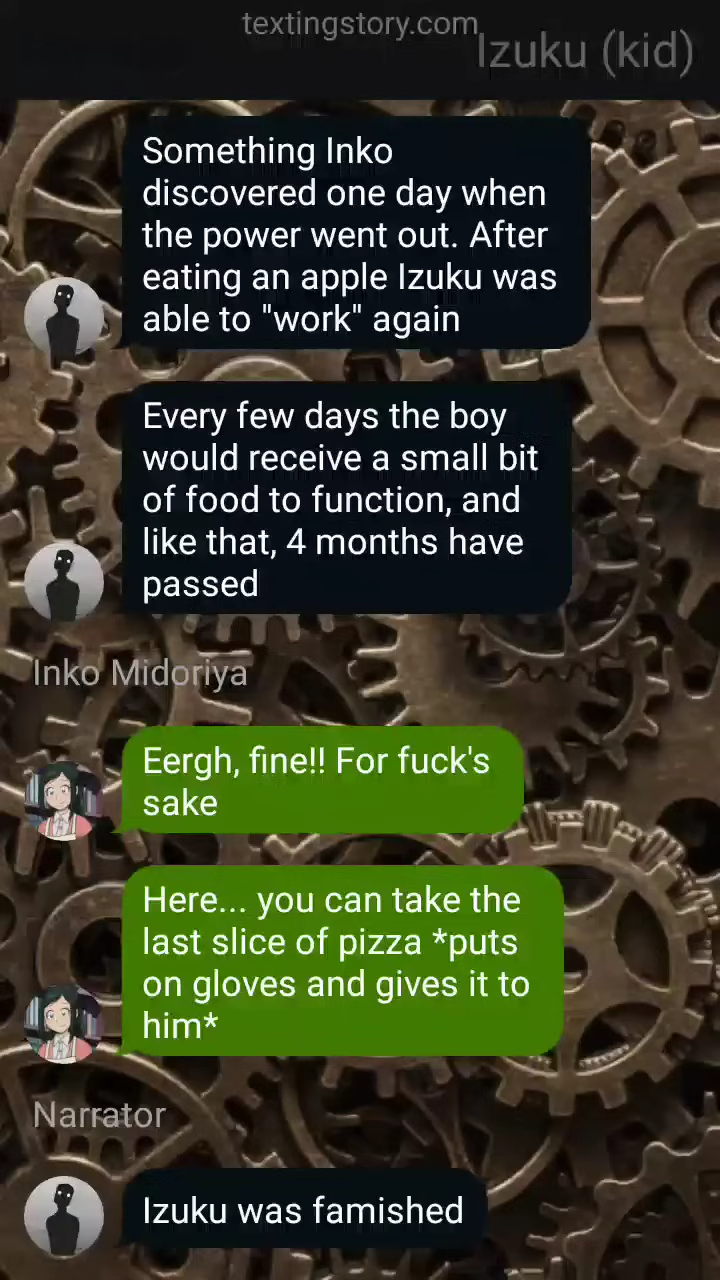 textingstory.com
Izuku (kid)
Something Inko
discovered one day when
the power went out. After
eating an apple Izuku was
able to "work" again
Every few days the boy
would receive a small bit
of food to function, and
like that, 4 months have
passed
Inko Midoriya
Eergh, fine!! For fuck's
sake
Here... you can take the
last slice of pizza *puts
on gloves and gives it to
him*
Narrator
Izuku was famished